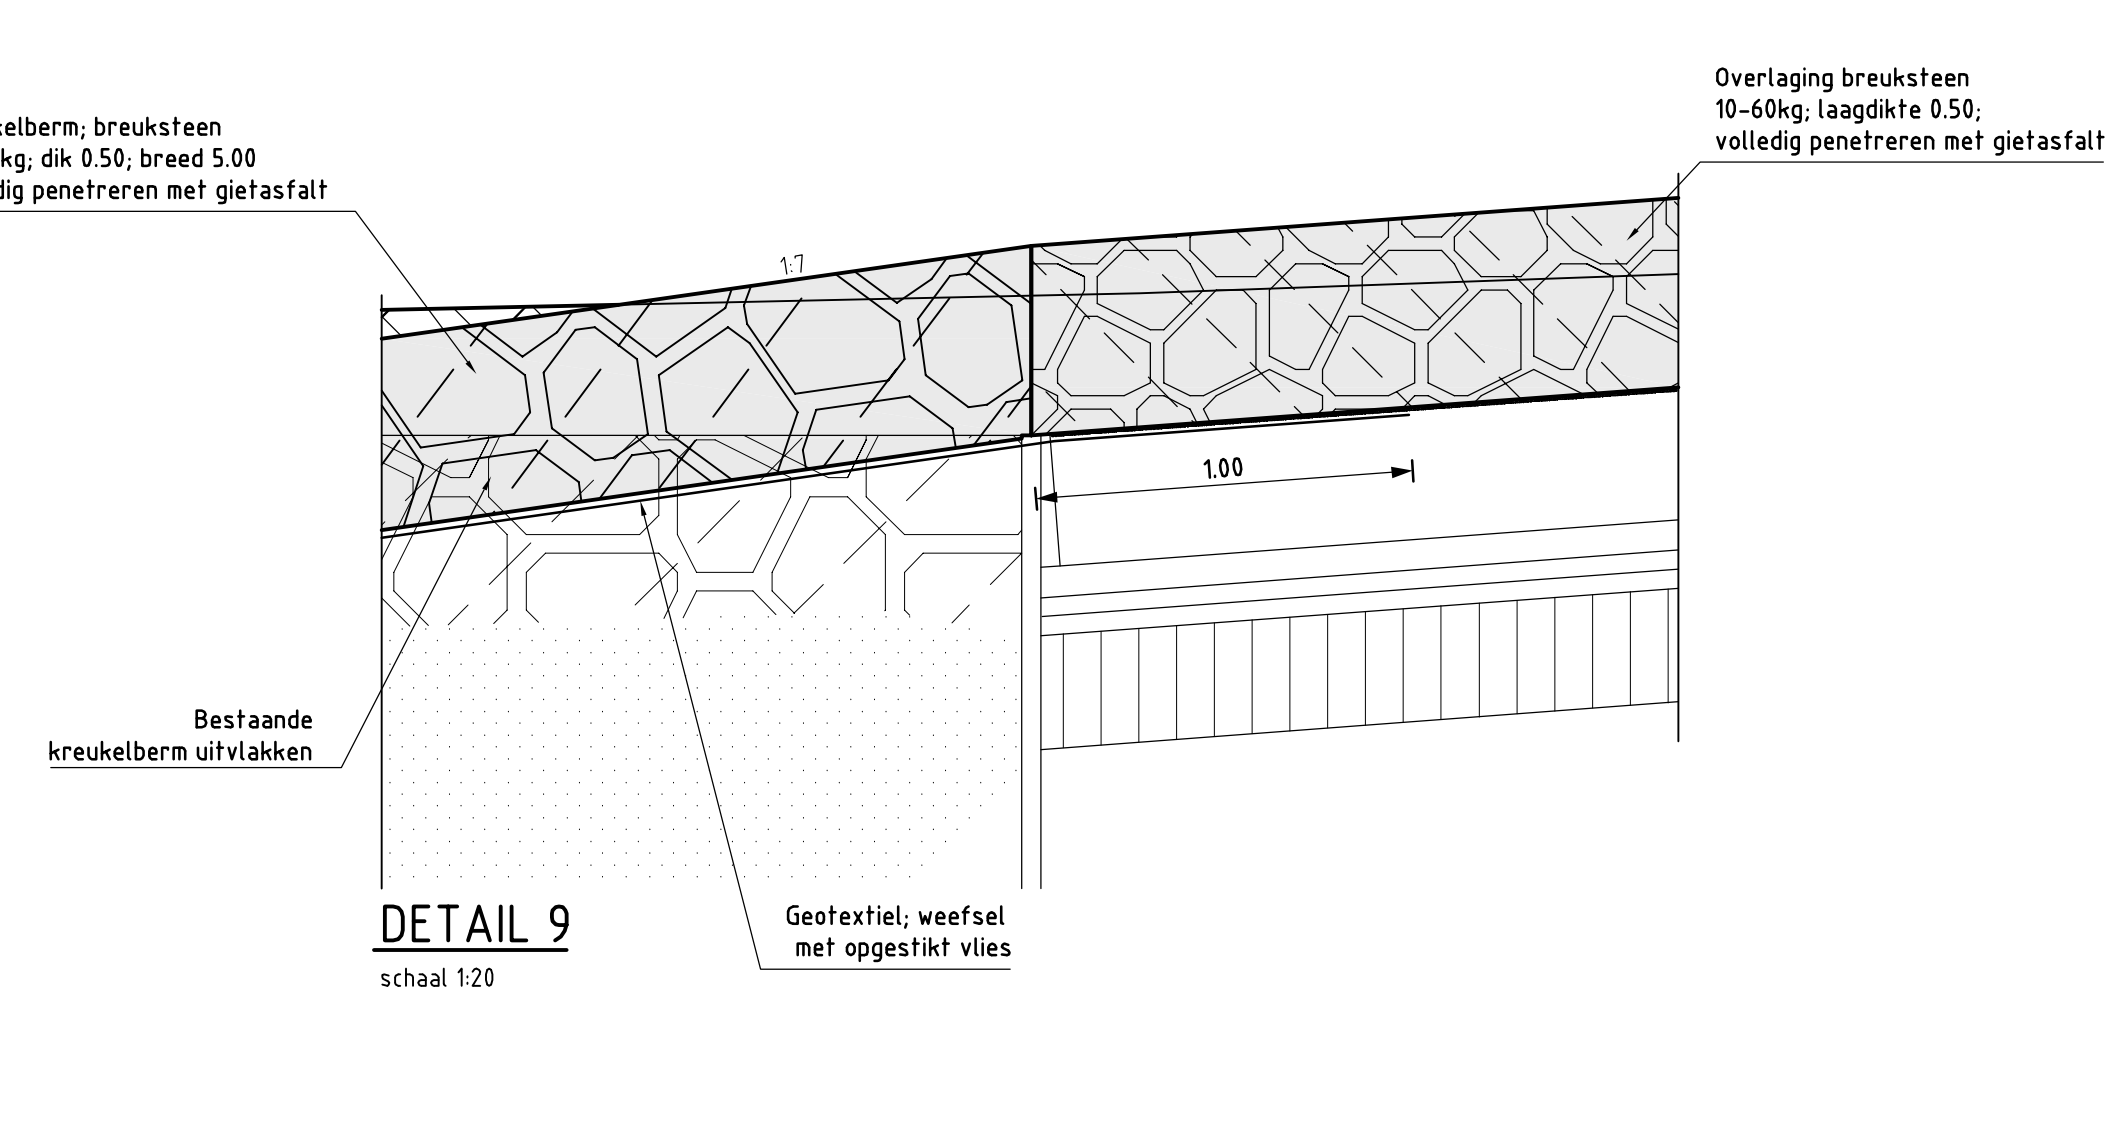 Overlaging breuksteen
10-60kg; laagdikte 0.50;
volledig penetreren met gietasfalt
kelberm; breuksteen
kg; dik 0.50; breed 5.00
dig penetreren met gietasfalt
1:7
1.00
Bestaande
kreukelberm uitvlakken
Geotextiel; weefsel
met opgestikt vlies
DETAIL 9
schaal 1:20